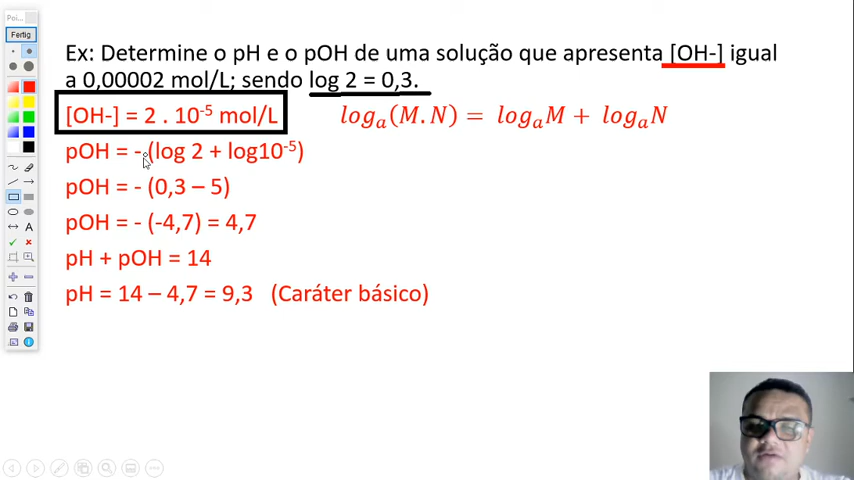 Poi...
Fertig
Ex: Determine o pH e o pOH de uma solução que apresenta [OH-] igual
a 0,00002 mol/L; sendo log 2 = 0,3.
[OH-] = 2 . 10⁻⁵ mol/L
logₐ(M.N) = logₐM + logₐN
pOH = - (log 2 + log10⁻⁵)
pOH = - (0,3 – 5)
pOH = - (-4,7) = 4,7
pH + pOH = 14
pH = 14 – 4,7 = 9,3 (Caráter básico)
A